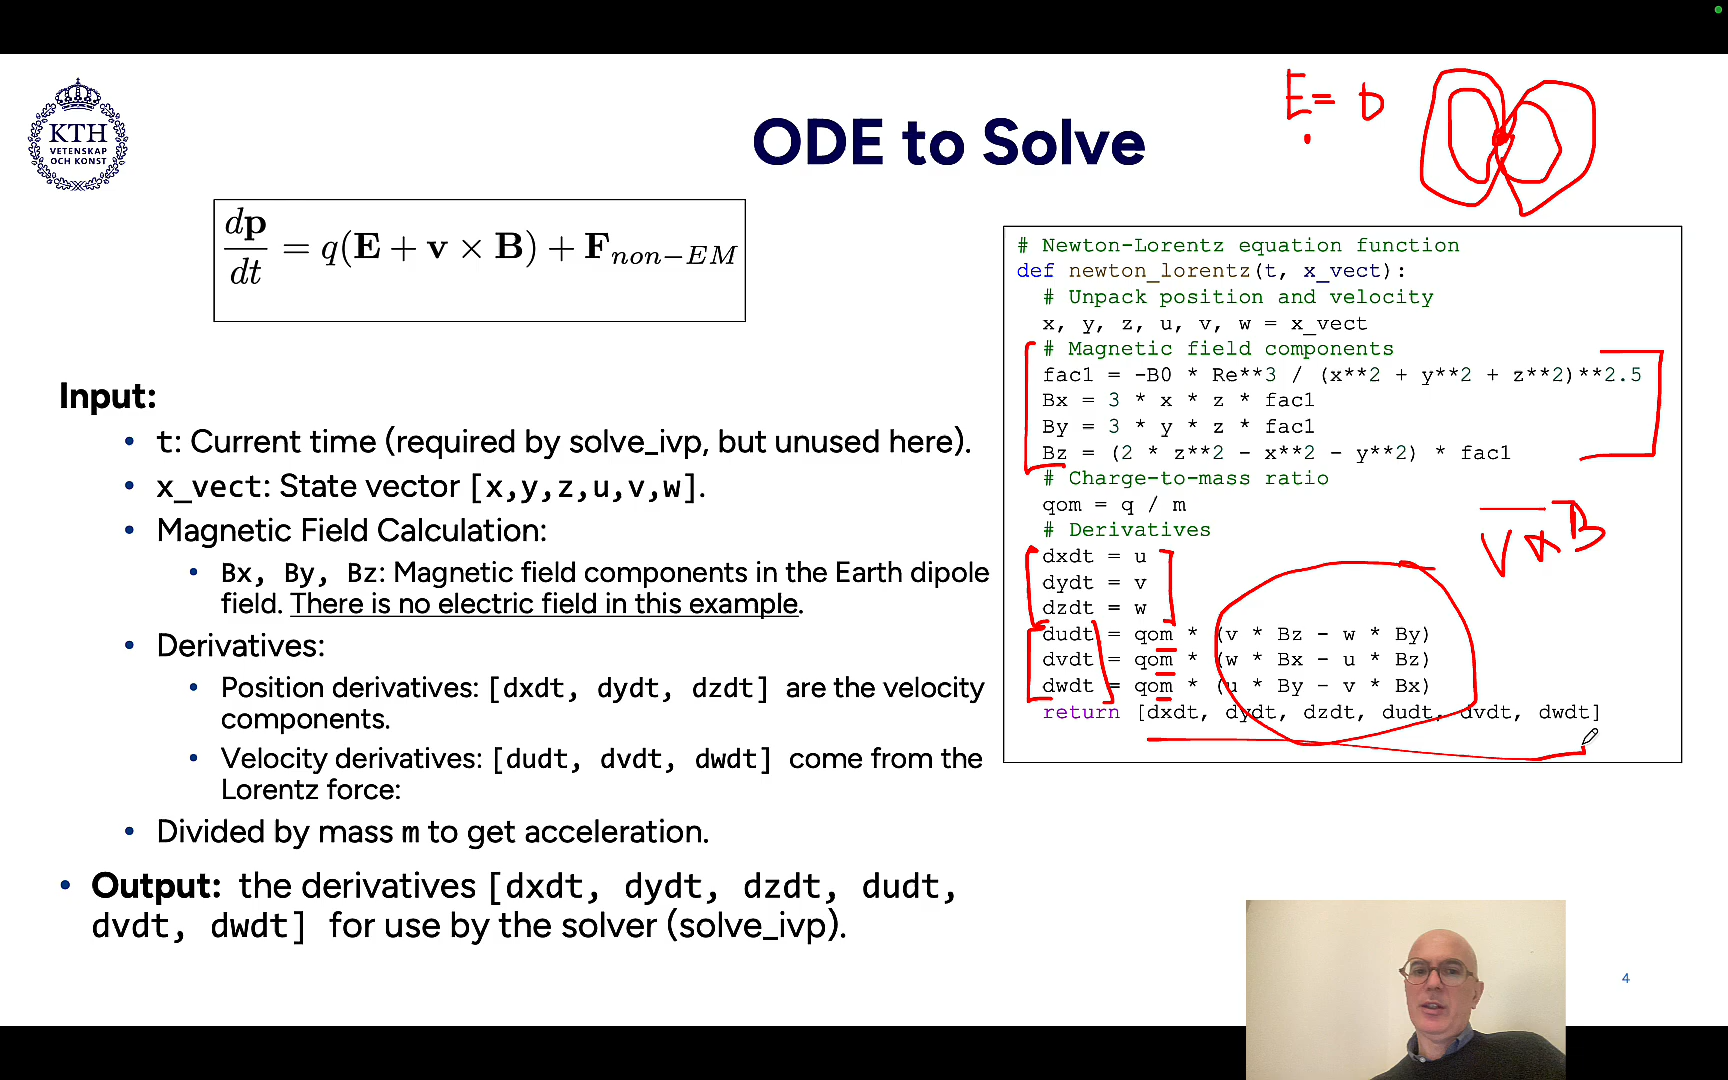 E = 0
KTH
VETENSKAP
OCH KONST
ODE to Solve
dp/dt = q(E + v × B) + F_non−EM
Input:
• t: Current time (required by solve_ivp, but unused here).
• x_vect: State vector [x,y,z,u,v,w].
• Magnetic Field Calculation:
• Bx, By, Bz: Magnetic field components in the Earth dipole
field. There is no electric field in this example.
• Derivatives:
• Position derivatives: [dxdt, dydt, dzdt] are the velocity
components.
• Velocity derivatives: [dudt, dvdt, dwdt] come from the
Lorentz force:
• Divided by mass m to get acceleration.
• Output: the derivatives [dxdt, dydt, dzdt, dudt,
dvdt, dwdt] for use by the solver (solve_ivp).
# Newton-Lorentz equation function
def newton_lorentz(t, x_vect):
# Unpack position and velocity
x, y, z, u, v, w = x_vect
# Magnetic field components
fac1 = -B0 * Re**3 / (x**2 + y**2 + z**2)**2.5
Bx = 3 * x * z * fac1
By = 3 * y * z * fac1
Bz = (2 * z**2 - x**2 - y**2) * fac1
# Charge-to-mass ratio
qom = q / m
# Derivatives
dxdt = u
dydt = v
dzdt = w
dudt = qom * (v * Bz - w * By)
dvdt = qom * (w * Bx - u * Bz)
dwdt = qom * (u * By - v * Bx)
return [dxdt, dydt, dzdt, dudt, dvdt, dwdt]
V × B
4